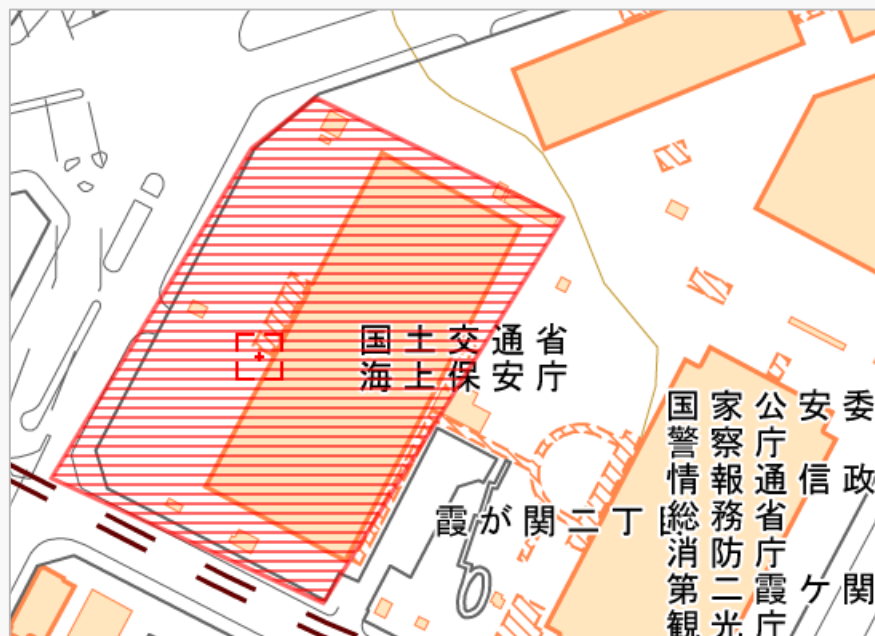 国土交通省
海上保安庁
国家公安委
警察庁
情報通信政
霞が関二丁目
総務省
消防庁
第二霞ケ関
観光庁